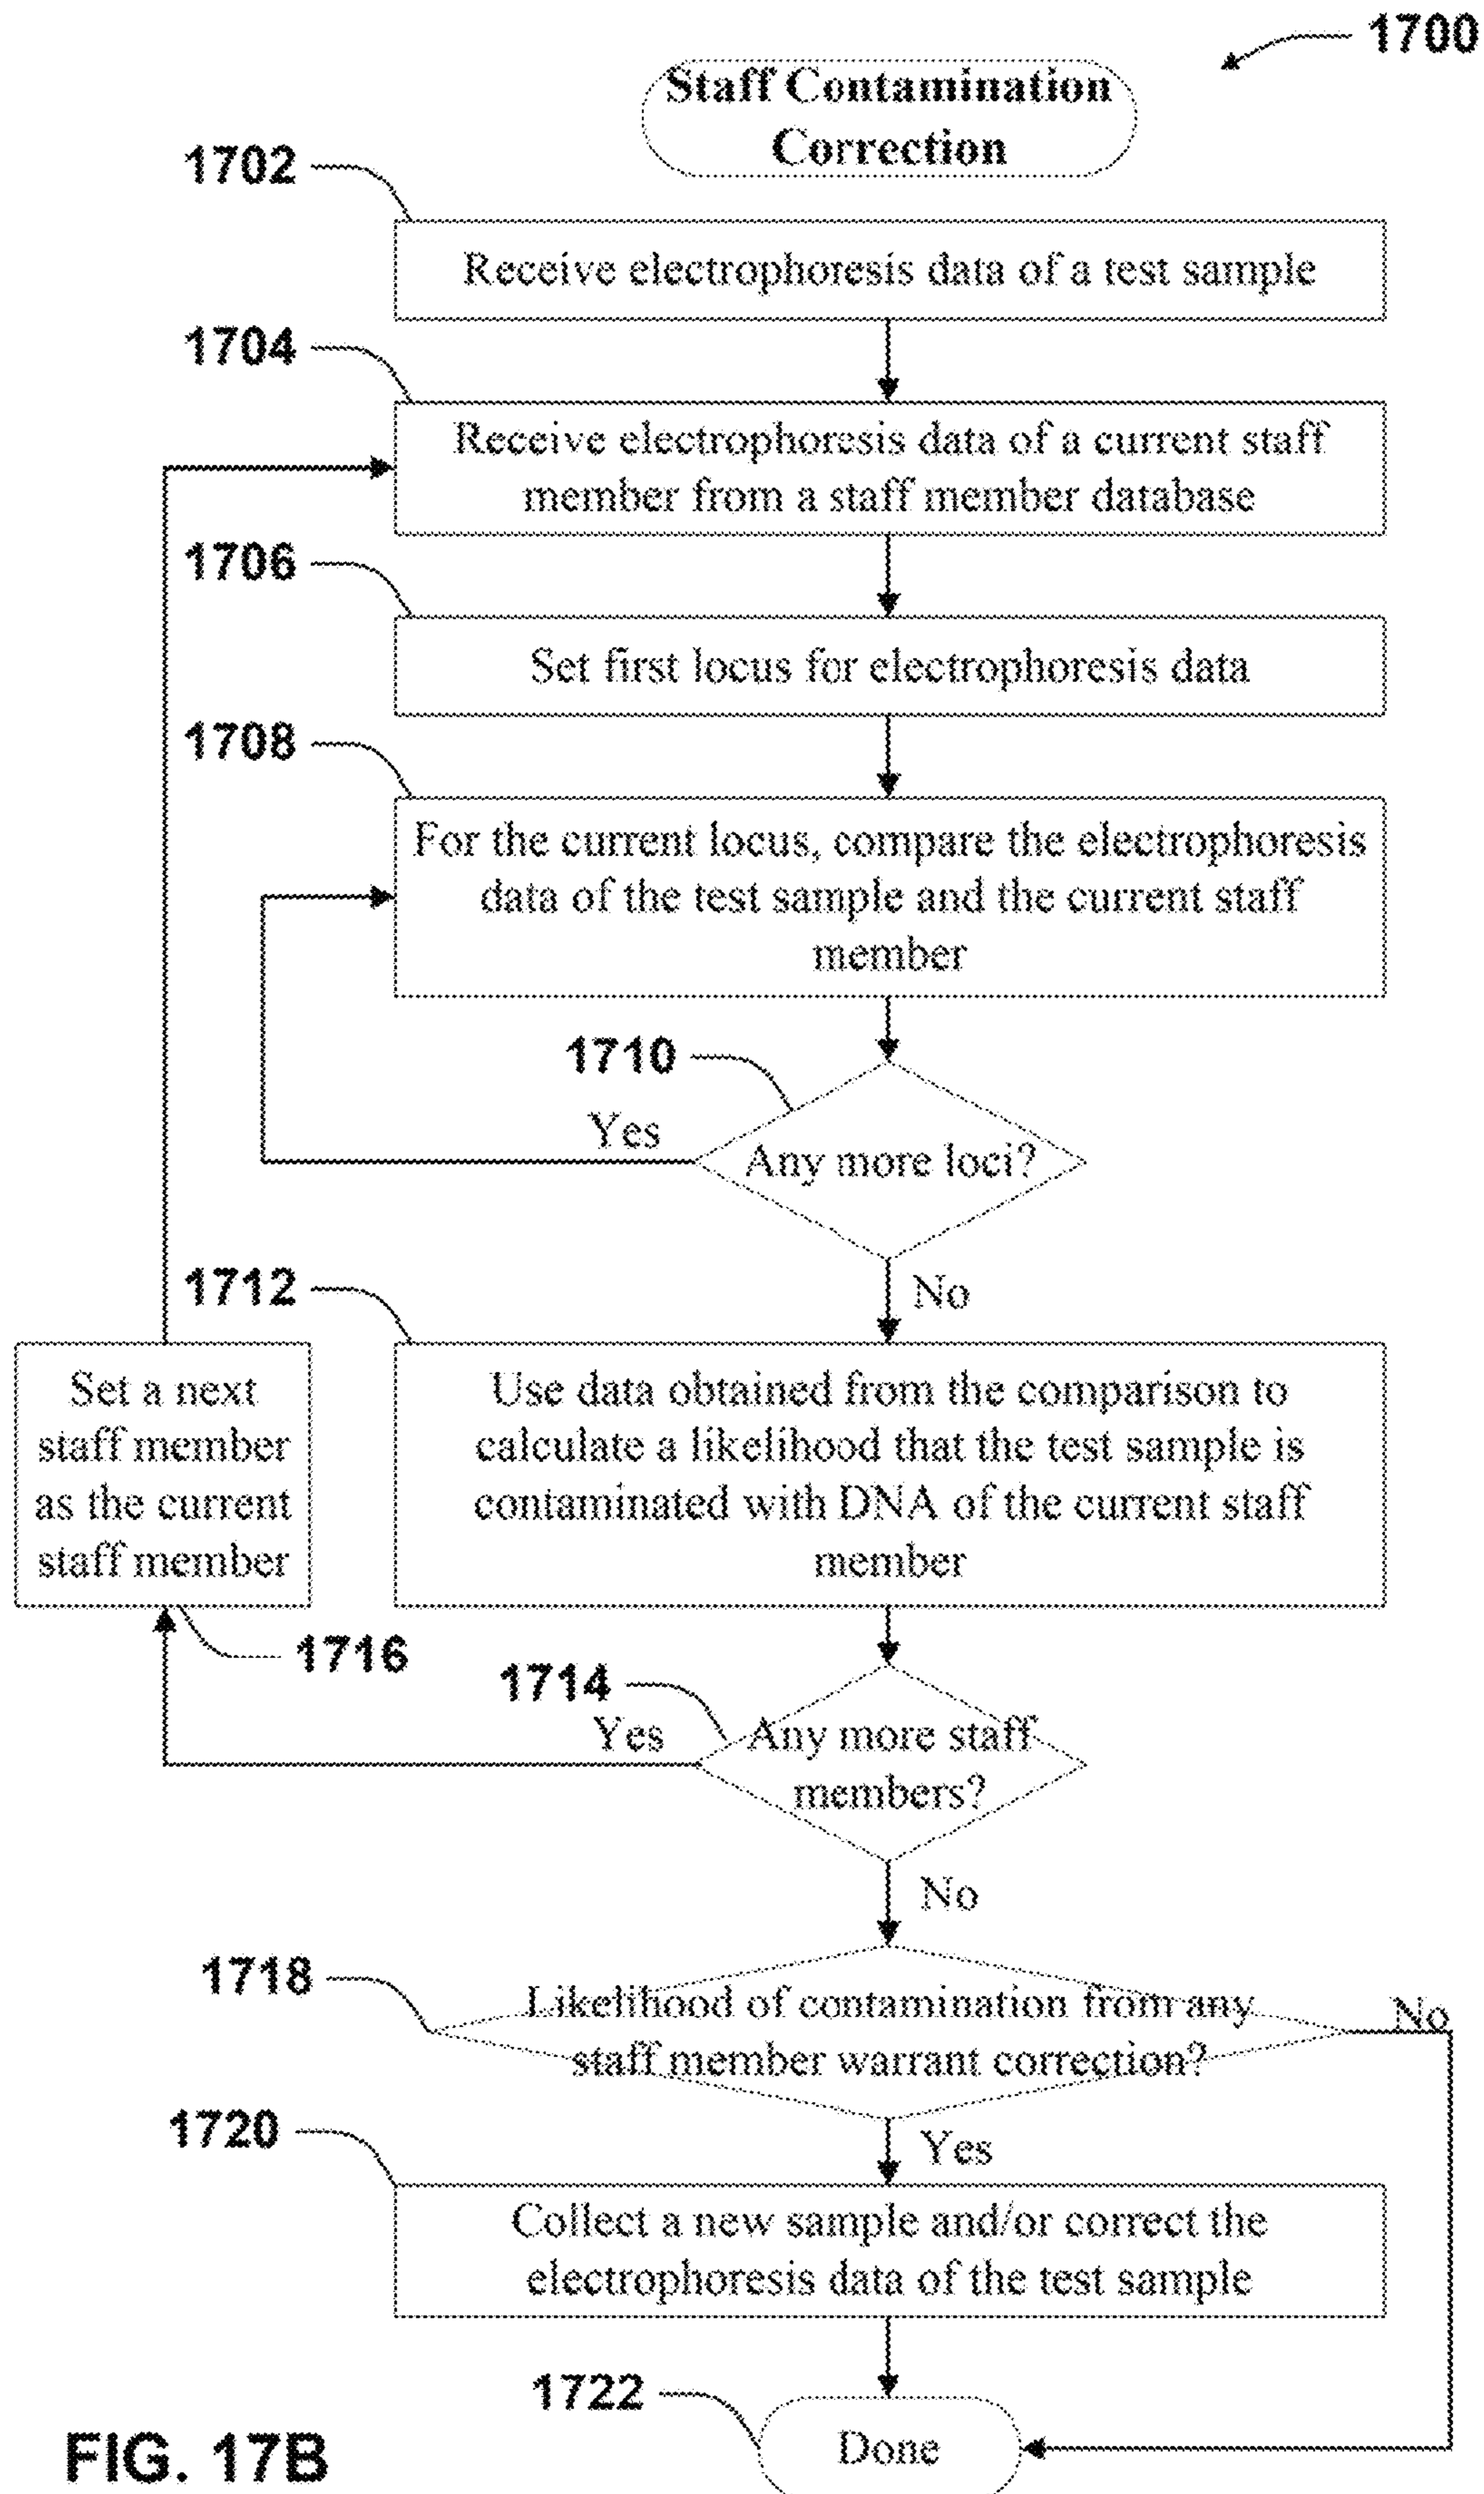 1700
Staff Contamination
Correction
1702
Receive electrophoresis data of a test sample
1704
Receive electrophoresis data of a current staff
member from a staff member database
1706
Set first locus for electrophoresis data
1708
For the current locus, compare the electrophoresis
data of the test sample and the current staff
member
1710
Yes
Any more loci?
No
1712
Set a next
staff member
as the current
staff member
Use data obtained from the comparison to
calculate a likelihood that the test sample is
contaminated with DNA of the current staff
member
1716
1714
Yes
Any more staff
members?
No
1718
Likelihood of contamination from any
staff member warrant correction?
No
1720
Yes
Collect a new sample and/or correct the
electrophoresis data of the test sample
1722
Done
FIG. 17B